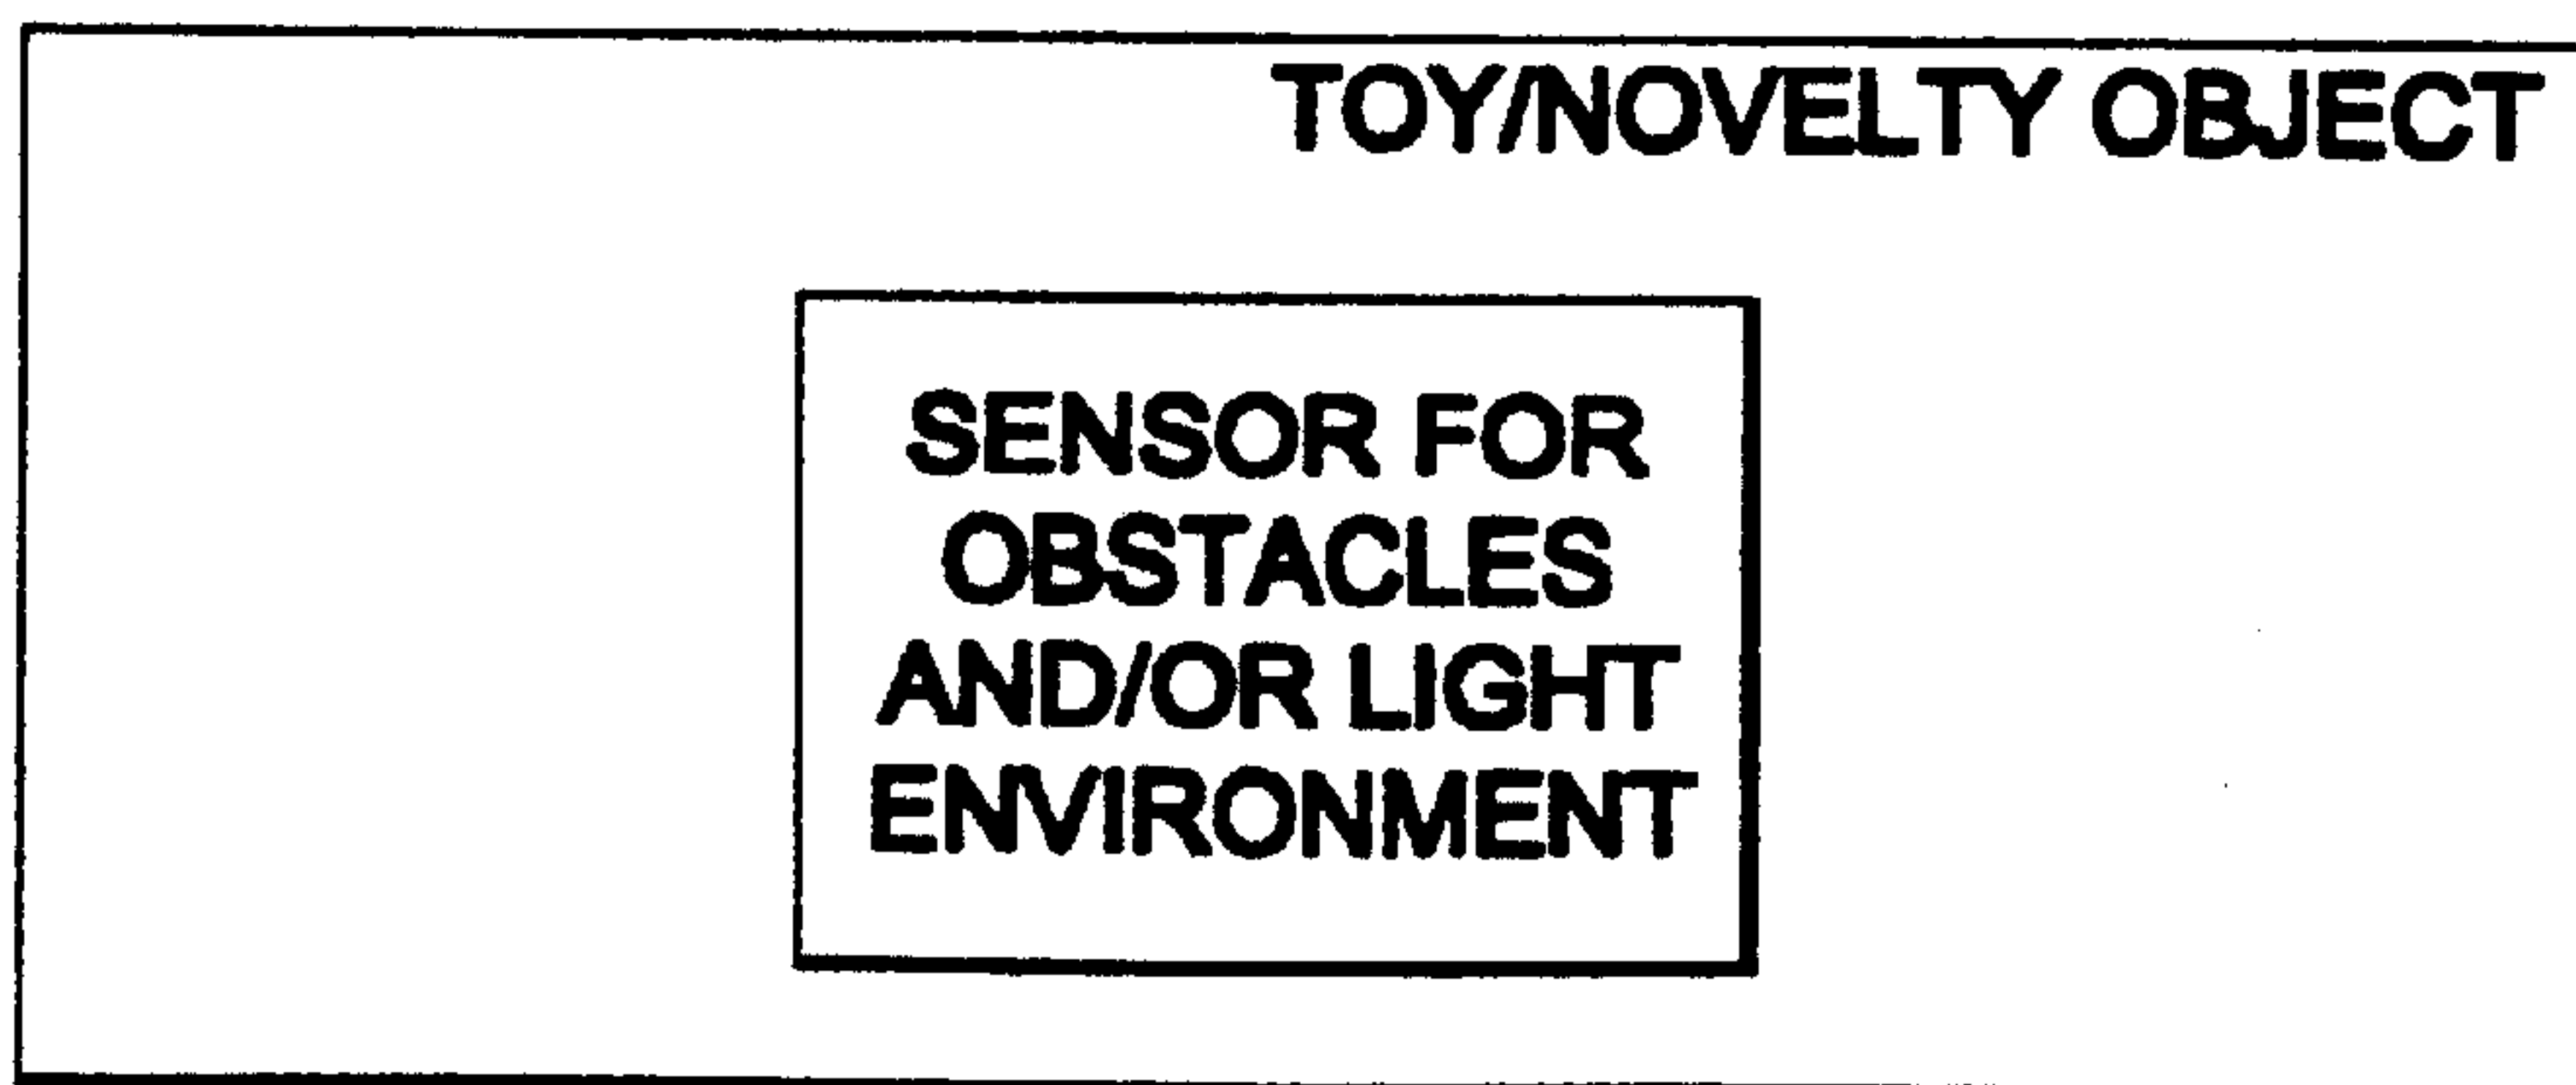 TOY/NOVELTY OBJECT
SENSOR FOR
OBSTACLES
AND/OR LIGHT
ENVIRONMENT